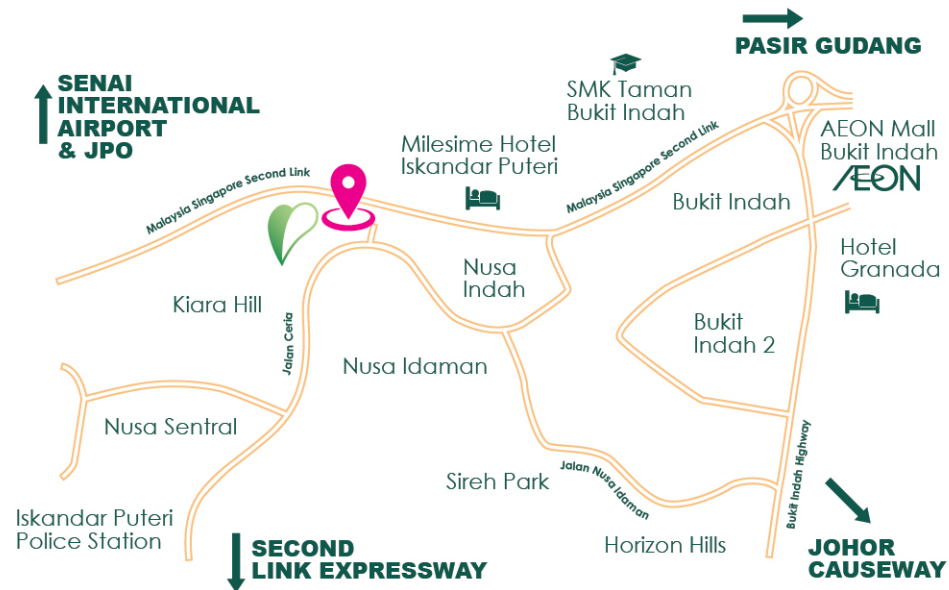 PASIR GUDANG
SENAI
INTERNATIONAL
AIRPORT
& JPO
SMK Taman
Bukit Indah
Milesime Hotel
Iskandar Puteri
AEON Mall
Bukit Indah
AEON
Malaysia Singapore Second Link
Malaysia Singapore Second Link
Bukit Indah
Hotel
Granada
Nusa
Indah
Kiara Hill
Jalan Ceria
Bukit
Indah 2
Nusa Idaman
Nusa Sentral
Sireh Park
Jalan Nusa Idaman
Bukit Indah Highway
Iskandar Puteri
Police Station
SECOND
LINK EXPRESSWAY
Horizon Hills
JOHOR
CAUSEWAY